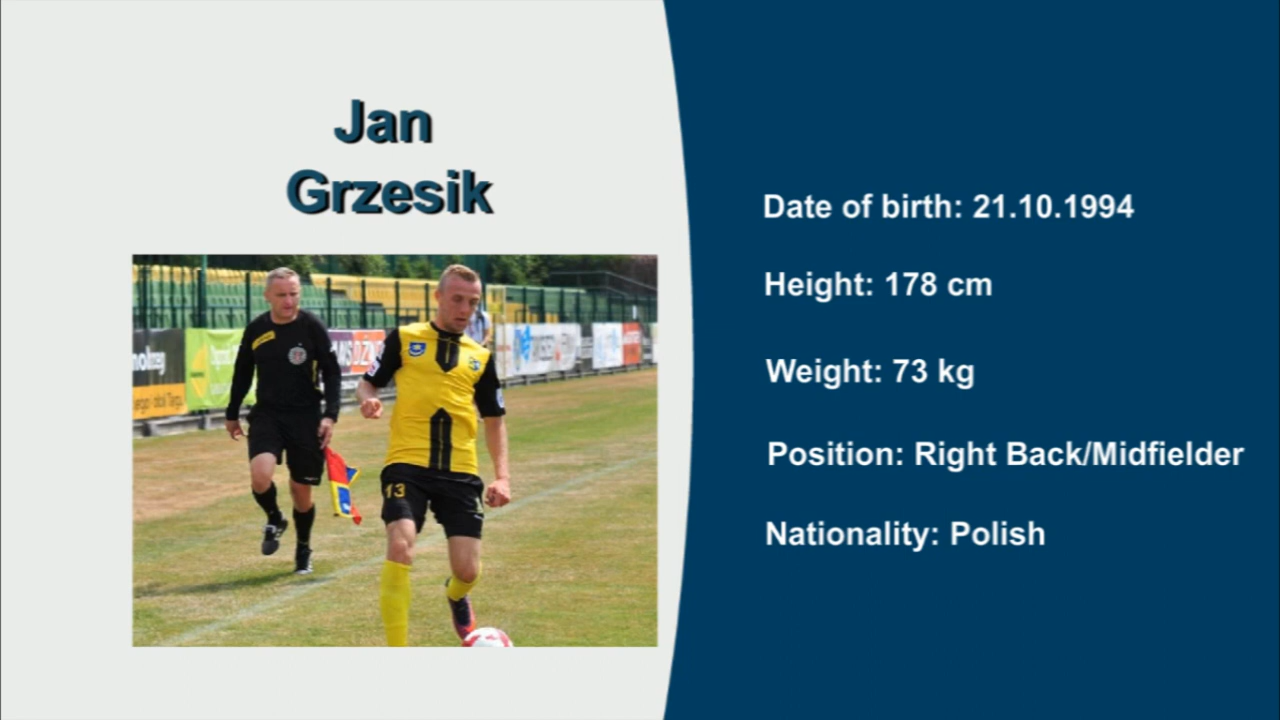 Jan
Grzesik
Date of birth: 21.10.1994
Height: 178 cm
Weight: 73 kg
Position: Right Back/Midfielder
Nationality: Polish
13